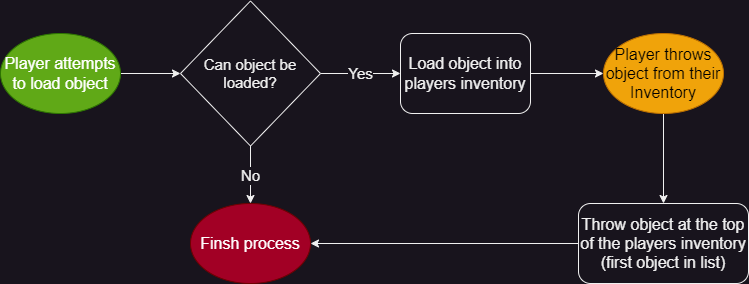 Player attempts
to load object
Can object be
loaded?
Yes
Load object into
players inventory
Player throws
object from their
Inventory
No
Finsh process
Throw object at the top
of the players inventory
(first object in list)